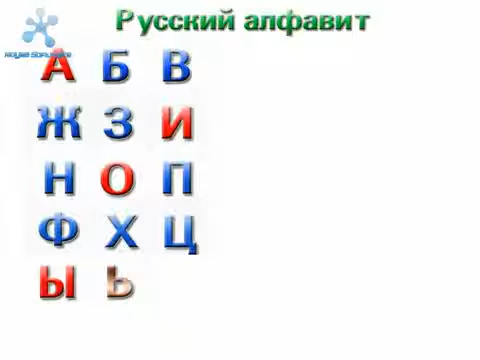 Русский алфавит
А Б В
Ж З И
Н О П
Ф Х Ц
Ы Ь